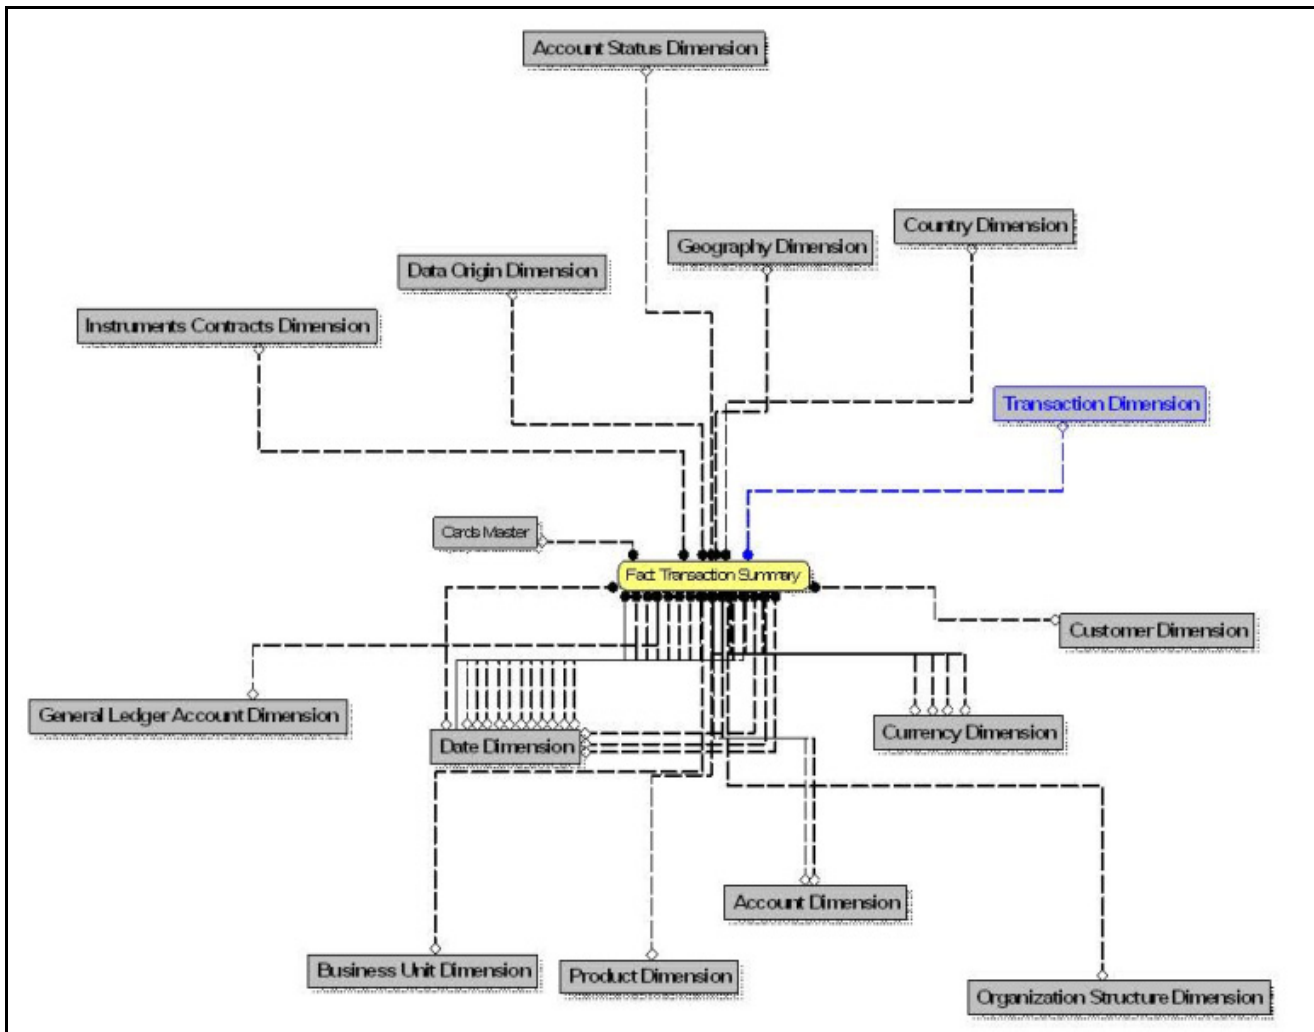 Account Status Dimension
Country Dimension
Geography Dimension
Data Origin Dimension
Instruments Contracts Dimension
Transaction Dimension
Cards Master
Fact Transaction Summary
Customer Dimension
General Ledger Account Dimension
Currency Dimension
Date Dimension
Account Dimension
Business Unit Dimension
Product Dimension
Organization Structure Dimension